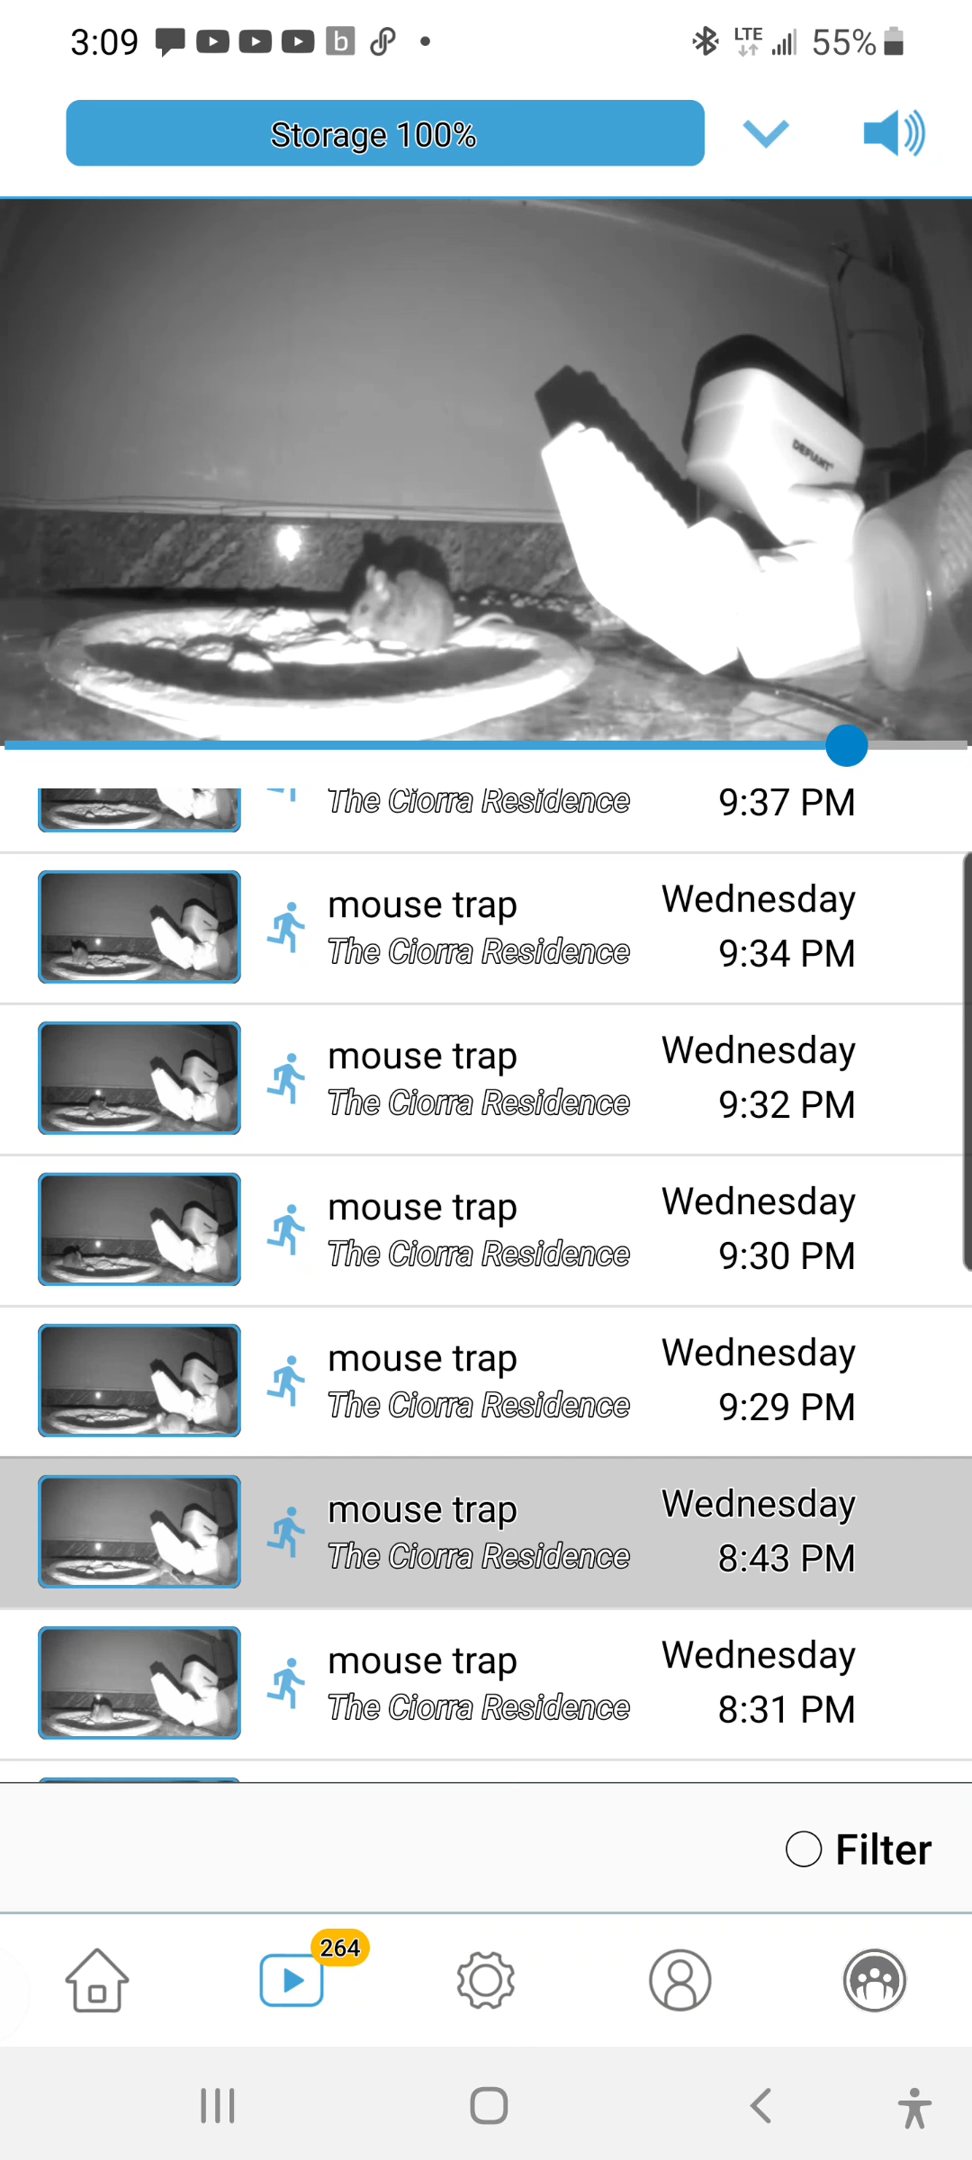 3:09
b
LTE
55%
Storage 100%
DEFIANT
The Ciorra Residence
9:37 PM
mouse trap
Wednesday
The Ciorra Residence
9:34 PM
mouse trap
Wednesday
The Ciorra Residence
9:32 PM
mouse trap
Wednesday
The Ciorra Residence
9:30 PM
mouse trap
Wednesday
The Ciorra Residence
9:29 PM
mouse trap
Wednesday
The Ciorra Residence
8:43 PM
mouse trap
Wednesday
The Ciorra Residence
8:31 PM
Filter
264